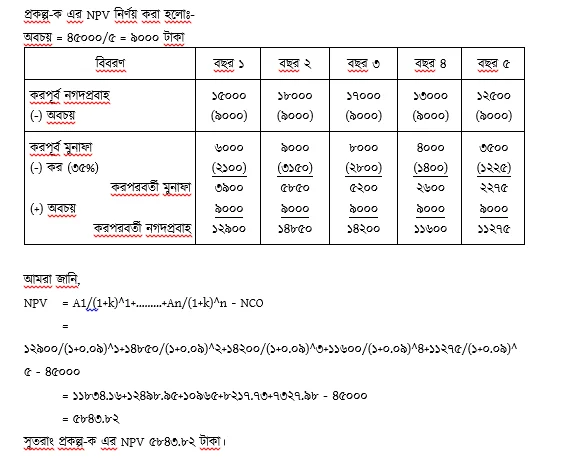 প্রকল্প-ক এর NPV নির্ণয় করা হলোঃ-
অবচয় = ৪৫০০০/৫ = ৯০০০ টাকা
বিবরণ বছর ১ বছর ২ বছর ৩ বছর ৪ বছর ৫
করপূর্ব নগদপ্রবাহ ১৫০০০ ১৮০০০ ১৭০০০ ১৩০০০ ১২৫০০
(-) অবচয় (৯০০০) (৯০০০) (৯০০০) (৯০০০) (৯০০০)
করপূর্ব মুনাফা ৬০০০ ৯০০০ ৮০০০ ৪০০০ ৩৫০০
(-) কর (৩৫%) (২১০০) (৩১৫০) (২৮০০) (১৪০০) (১২২৫)
করপরবর্তী মুনাফা ৩৯০০ ৫৮৫০ ৫২০০ ২৬০০ ২২৭৫
(+) অবচয় ৯০০০ ৯০০০ ৯০০০ ৯০০০ ৯০০০
করপরবর্তী নগদপ্রবাহ ১২৯০০ ১৪৮৫০ ১৪২০০ ১১৬০০ ১১২৭৫
আমরা জানি,
NPV = A1/(1+k)^1+.........+An/(1+k)^n - NCO
=
১২৯০০/(১+০.০৯)^১+১৪৮৫০/(১+০.০৯)^২+১৪২০০/(১+০.০৯)^৩+১১৬০০/(১+০.০৯)^৪+১১২৭৫/(১+০.০৯)^
৫ - ৪৫০০০
= ১১৮৩৪.১৬+১২৪৯৮.৯৫+১০৯৬৫+৮২১৭.৭৩+৭৩২৭.৯৮ - ৪৫০০০
= ৫৮৪৩.৮২
সুতরাং প্রকল্প-ক এর NPV ৫৮৪৩.৮২ টাকা।